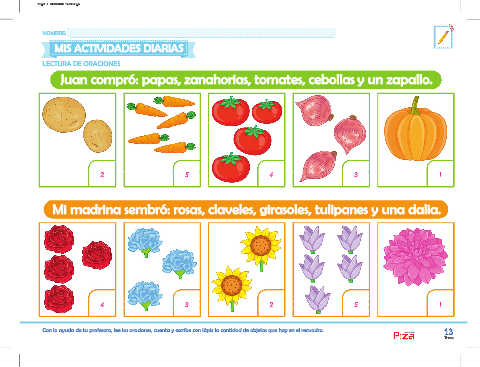 NOMBRE:
MIS ACTIVIDADES DIARIAS
LECTURA DE ORACIONES
Juan compró: papas, zanahorias, tomates, cebollas y un zapallo.
2 5 4 3 1
Mi madrina sembró: rosas, claveles, girasoles, tulipanes y una dalia.
4 3 2 5 1
Con la ayuda de tu profesora, lee las oraciones, cuenta y escribe con lápiz la cantidad de objetos que hay en el recuadro.
13